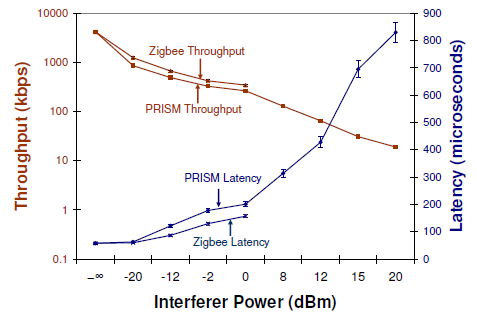 10000
1000
100
10
1
0.1
Throughput (kbps)
900
800
700
600
500
400
300
200
100
0
Latency (microseconds)
Zigbee Throughput
PRISM Throughput
PRISM Latency
Zigbee Latency
-∞ -20 -12 -2 0 8 12 15 20
Interferer Power (dBm)